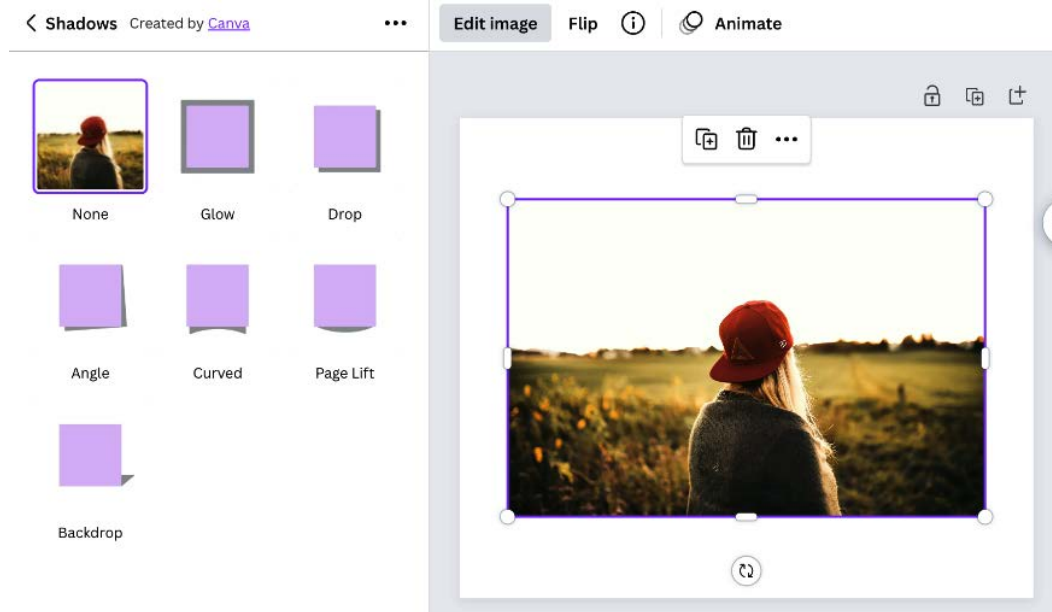 Shadows Created by Canva
Edit image Flip Animate
None Glow Drop
Angle Curved Page Lift
Backdrop